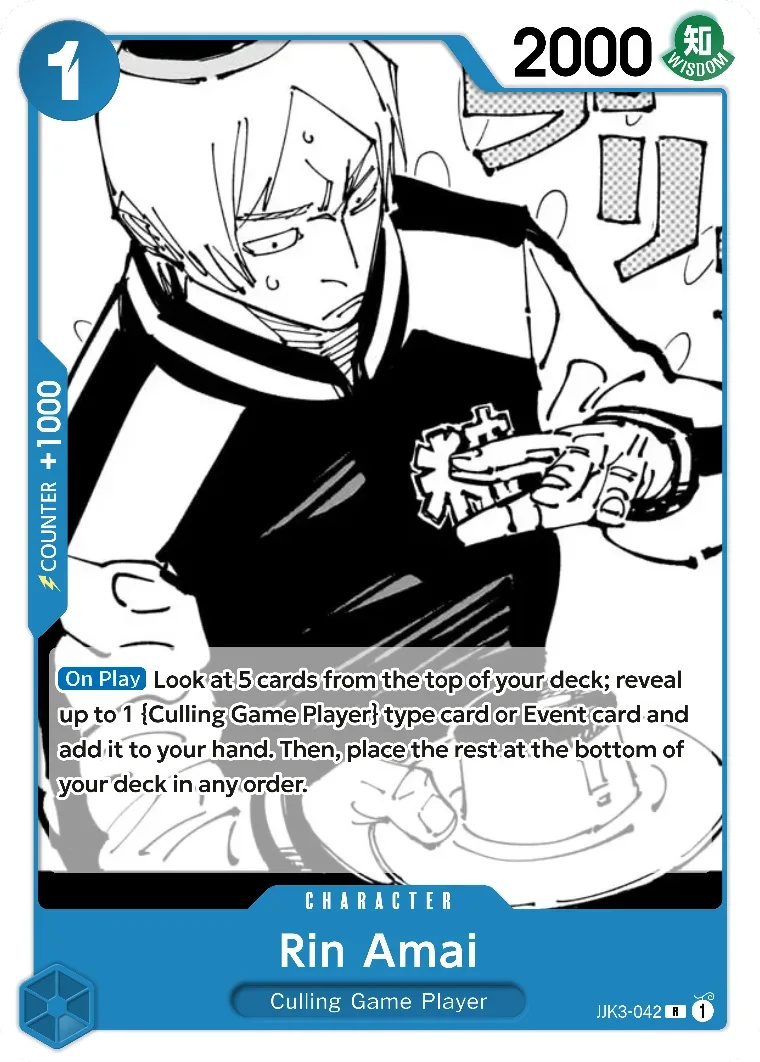 1
2000
知
WISDOM
COUNTER +1000
On Play Look at 5 cards from the top of your deck; reveal
up to 1 {Culling Game Player} type card or Event card and
add it to your hand. Then, place the rest at the bottom of
your deck in any order.
CHARACTER
Rin Amai
Culling Game Player
JJK3-042 R 1